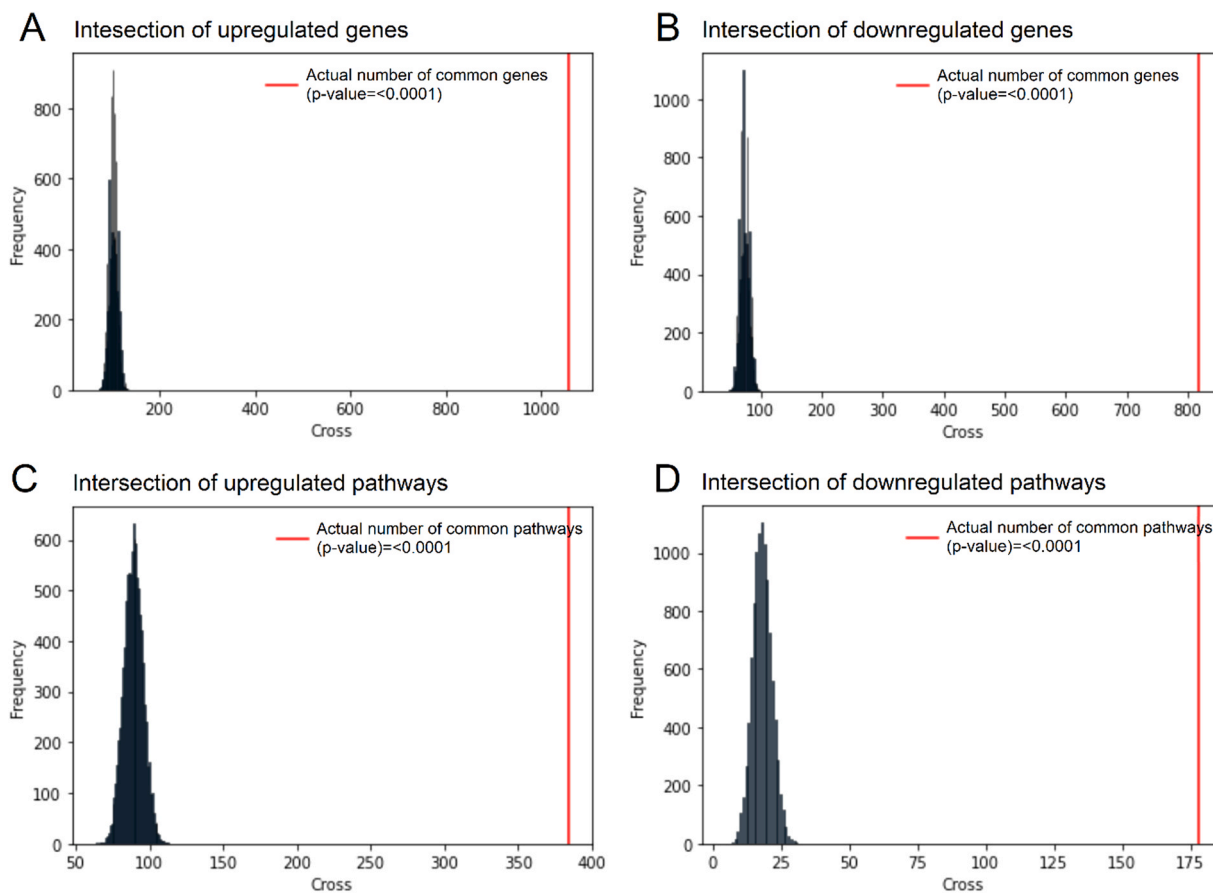 A Intesection of upregulated genes
Actual number of common genes
(p-value=<0.0001)
Frequency
800
600
400
200
0
200 400 600 800 1000
Cross
B Intersection of downregulated genes
Actual number of common genes
(p-value=<0.0001)
Frequency
1000
800
600
400
200
0
100 200 300 400 500 600 700 800
Cross
C Intersection of upregulated pathways
Actual number of common pathways
(p-value)=<0.0001
Frequency
600
500
400
300
200
100
0
50 100 150 200 250 300 350 400
Cross
D Intersection of downregulated pathways
Actual number of common pathways
(p-value)=<0.0001
Frequency
1000
800
600
400
200
0
0 25 50 75 100 125 150 175
Cross